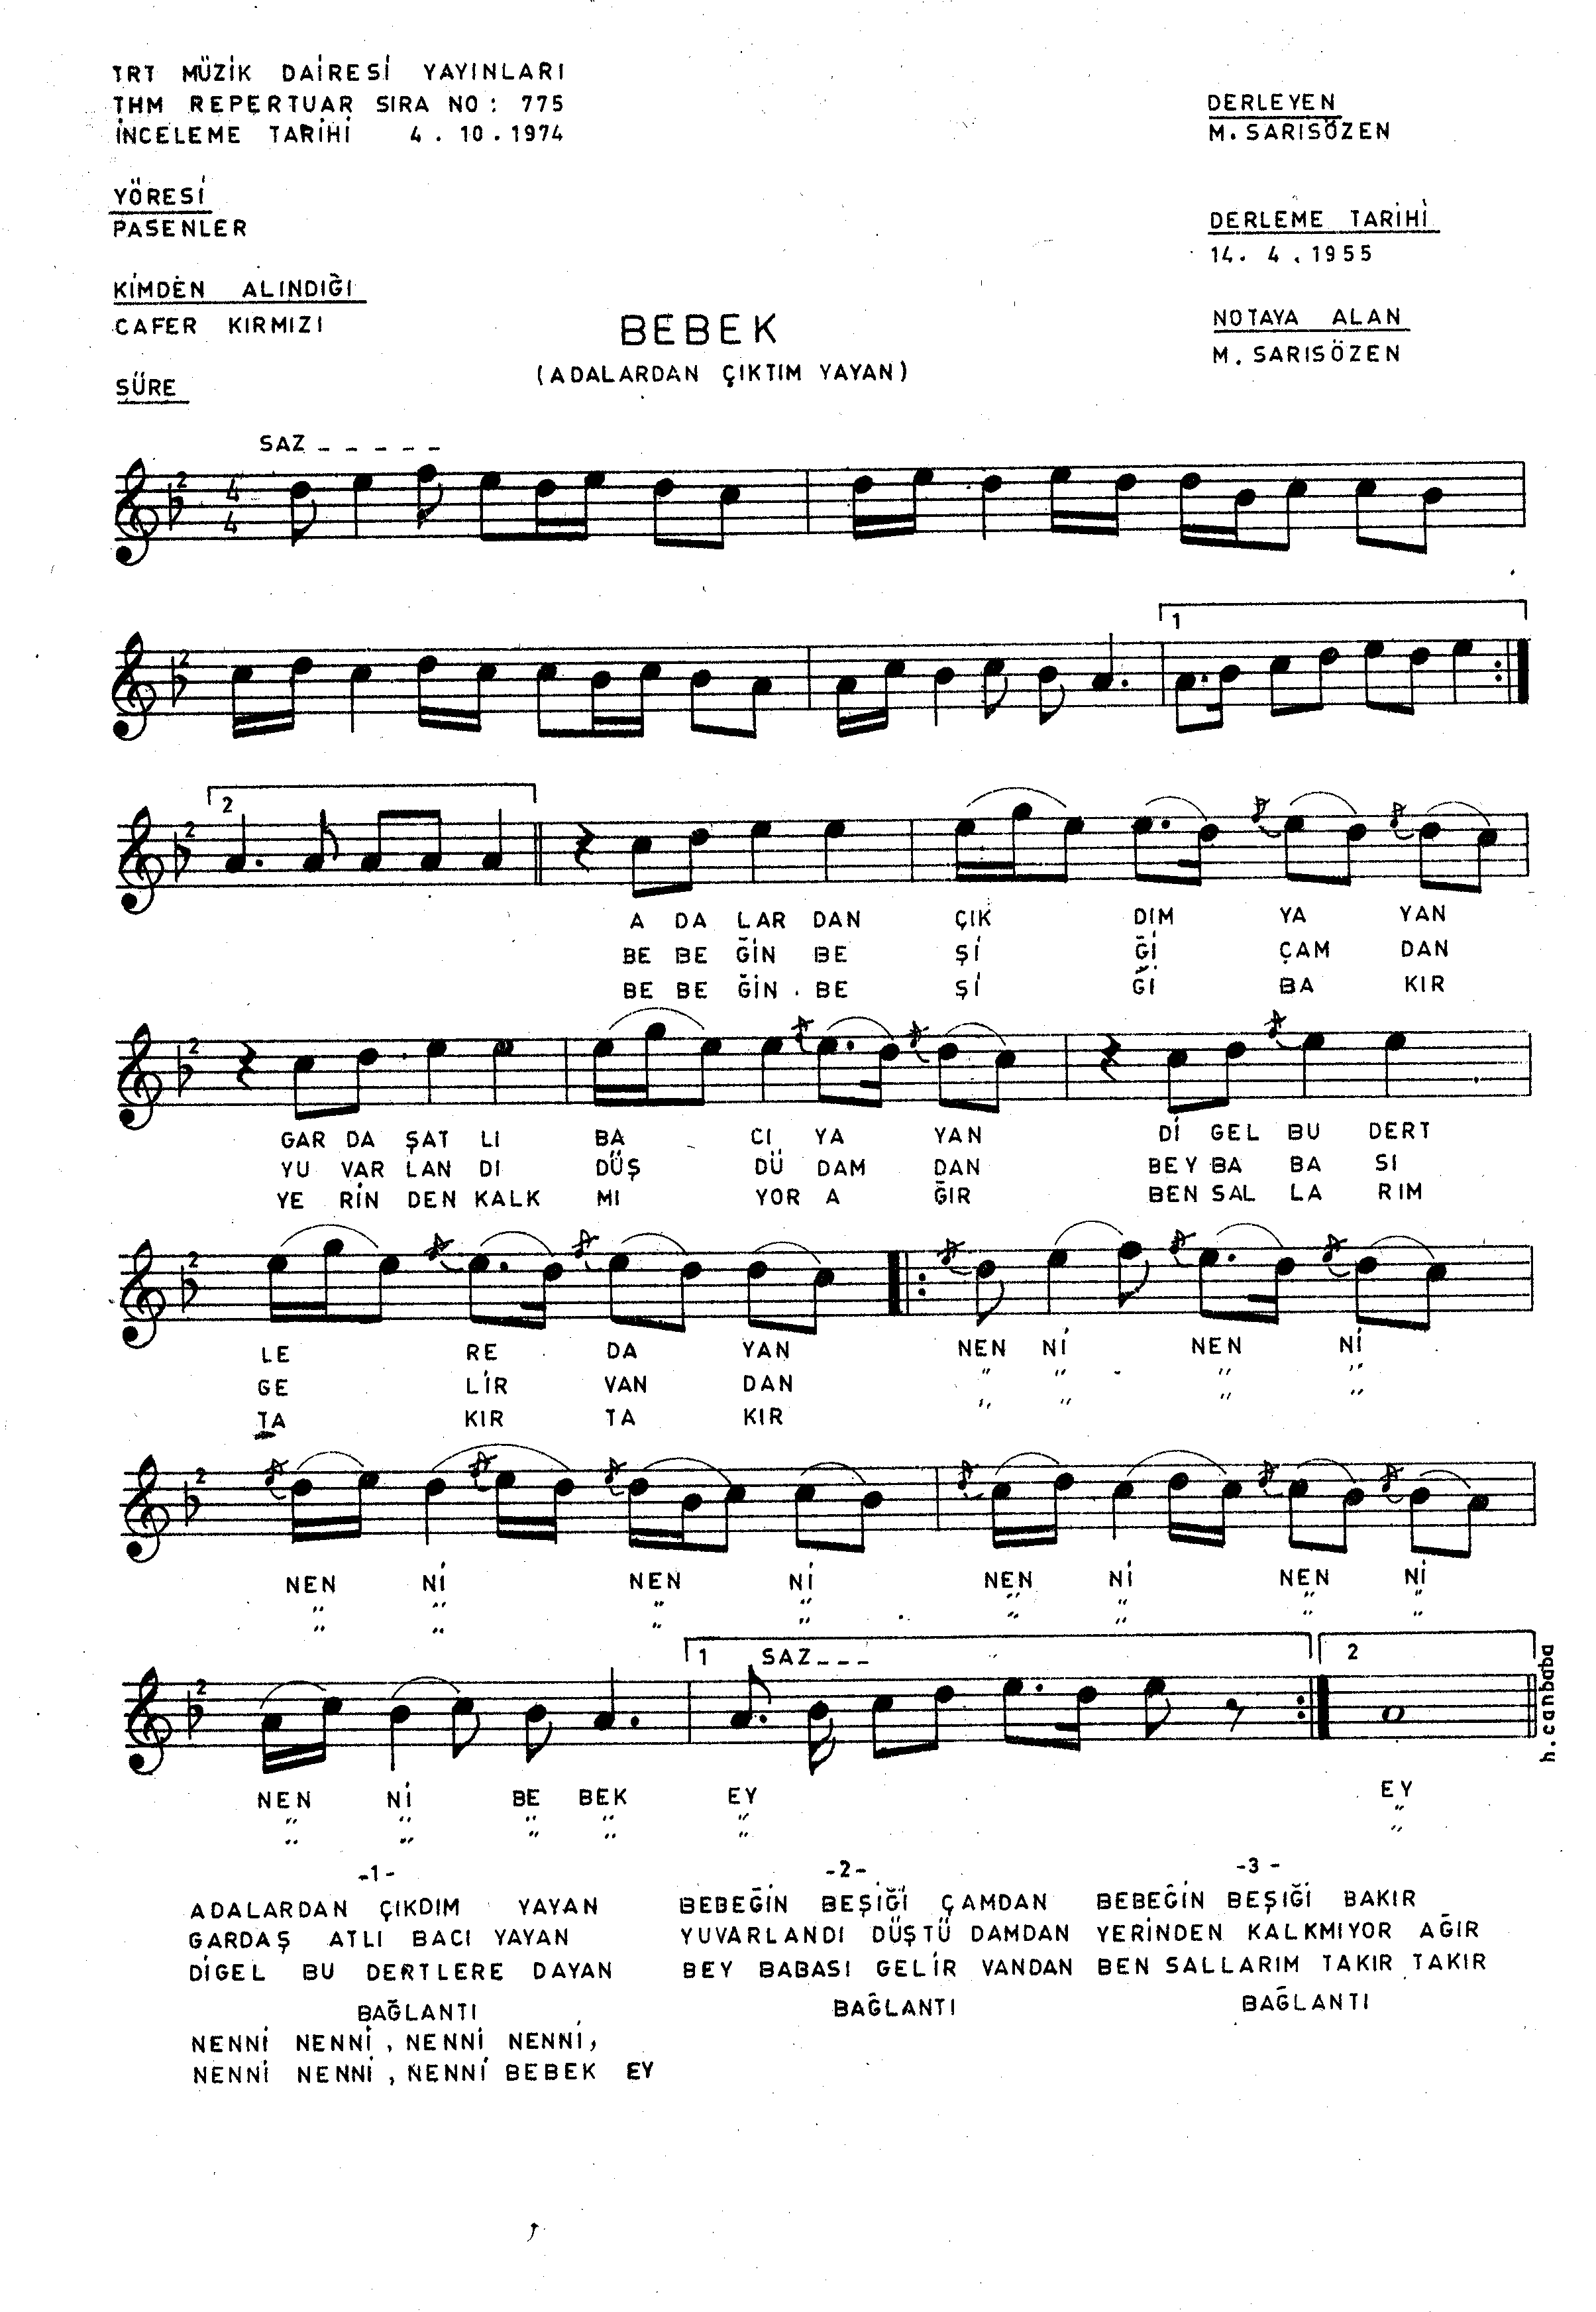 TRT MÜZİK DAİRESİ YAYINLARI
THM REPERTUAR SIRA NO: 775
İNCELEME TARİHİ 4.10.1974
DERLEYEN
M.SARISÖZEN
YÖRESİ
PASENLER
DERLEME TARİHİ
14. 4. 1955
KİMDEN ALINDIĞI
CAFER KIRMIZI
NOTAYA ALAN
M. SARISÖZEN
BEBEK
(ADALARDAN ÇIKTIM YAYAN)
SÜRE
SAZ _ _ _ _ _
2 4 4
2 1
2 2
A DA LAR DAN ÇIK DIM YA YAN
BE BE ĞİN BE Şİ Ğİ ÇAM DAN
BE BE ĞİN BE Şİ Ğİ BA KIR
2
GAR DA ŞAT LI BA CI YA YAN Dİ GEL BU DERT
YU VAR LAN DI DÜŞ DÜ DAM DAN BEY BA BA SI
YE RİN DEN KALK MI YOR A ĞIR BEN SAL LA RIM
2
LE RE DA YAN NEN Nİ NEN Nİ
GE LİR VAN DAN " " " "
TA KIR TA KIR " " " "
2
NEN Nİ NEN Nİ NEN Nİ NEN Nİ
" " " " " " " "
" " " " " " " "
2 1 SAZ _ _ _ 2
NEN Nİ BE BEK EY EY
" " " " " "
" " " " " "
h.canbaba
-1-
ADALARDAN ÇIKDIM YAYAN
GARDAŞ ATLI BACI YAYAN
DİGEL BU DERTLERE DAYAN
BAĞLANTI
NENNİ NENNİ, NENNİ NENNİ,
NENNİ NENNİ, NENNİ BEBEK EY
-2-
BEBEĞİN BEŞİĞİ ÇAMDAN
YUVARLANDI DÜŞTÜ DAMDAN
BEY BABASI GELİR VANDAN
BAĞLANTI
-3-
BEBEĞİN BEŞIĞİ BAKIR
YERİNDEN KALKMIYOR AĞIR
BEN SALLARIM TAKIR TAKIR
BAĞLANTI